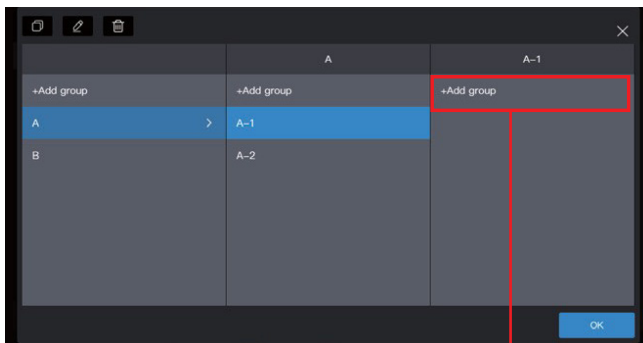 A A-1
+Add group +Add group +Add group
A > A-1
B A-2
OK